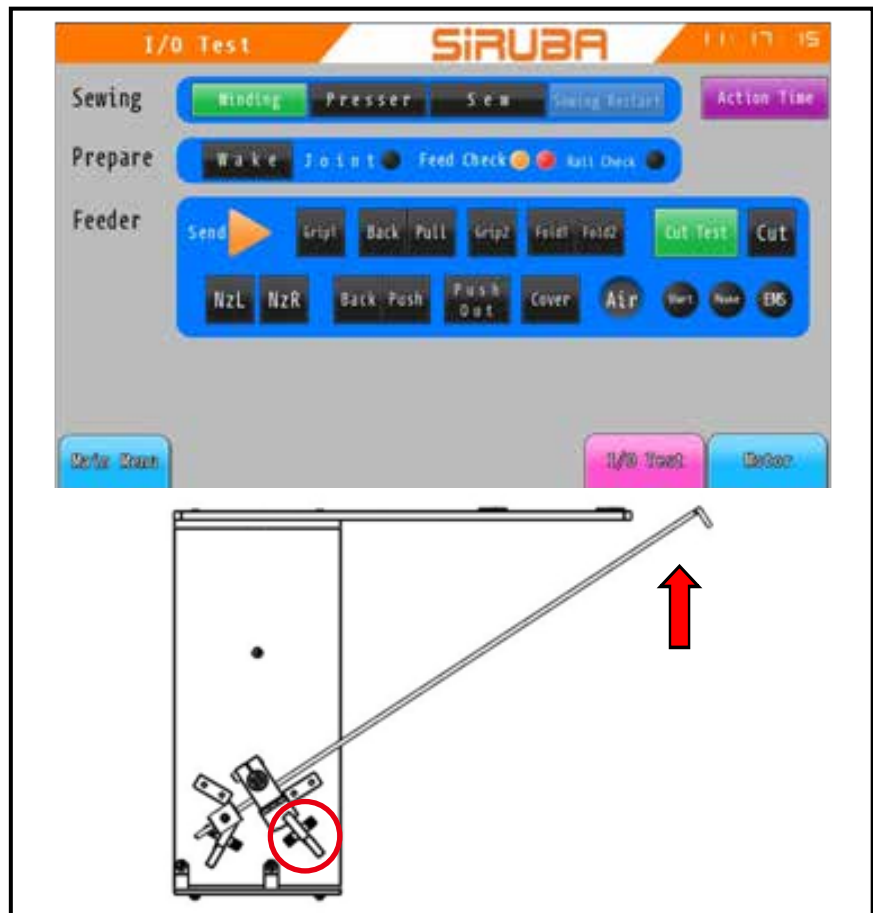 I/O Test SiRUBA 11:17 15
Sewing Winding Presser Sew Sewing Restart Action Time
Prepare Wake Joint Feed Check Rail Check
Feeder Send Grip1 Back Pull Grip2 Fold1 Fold2 Cut Test Cut
NzL NzR Back Push Push Out Cover Air Start EMS
Main Menu I/O Test Motor